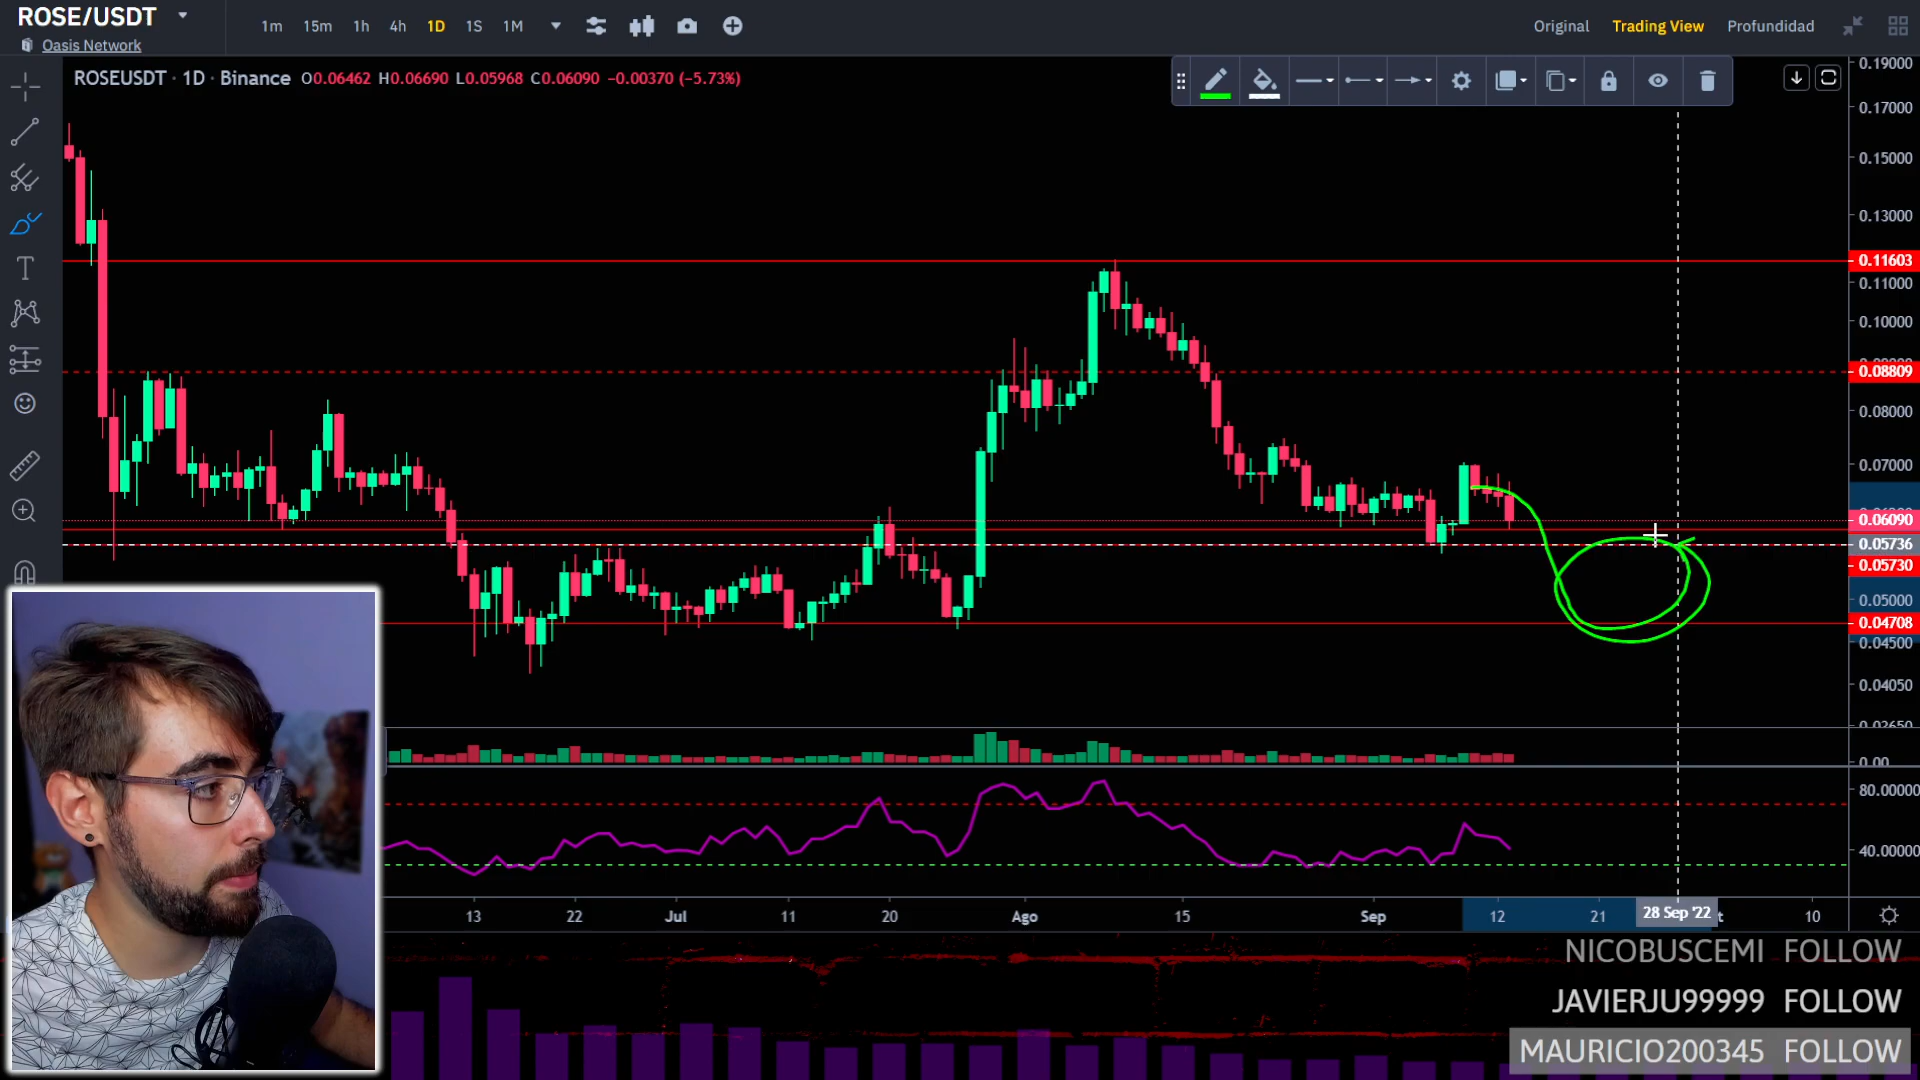 ROSE/USDT
Oasis Network
1m 15m 1h 4h 1D 1S 1M
Original Trading View Profundidad
ROSEUSDT · 1D · Binance O0.06462 H0.06690 L0.05968 C0.06090 −0.00370 (−5.73%)
0.19000
0.17000
0.15000
0.13000
0.11603
0.11000
0.10000
0.08809
0.08000
0.07000
0.06090
0.05736
0.05730
0.05000
0.04708
0.04500
0.04050
0.03650
0.00
80.00000
40.00000
13 22 Jul 11 20 Ago 15 Sep 12 21 28 Sep '22 t 10
NICOBUSCEMI FOLLOW
JAVIERJU99999 FOLLOW
MAURICIO200345 FOLLOW